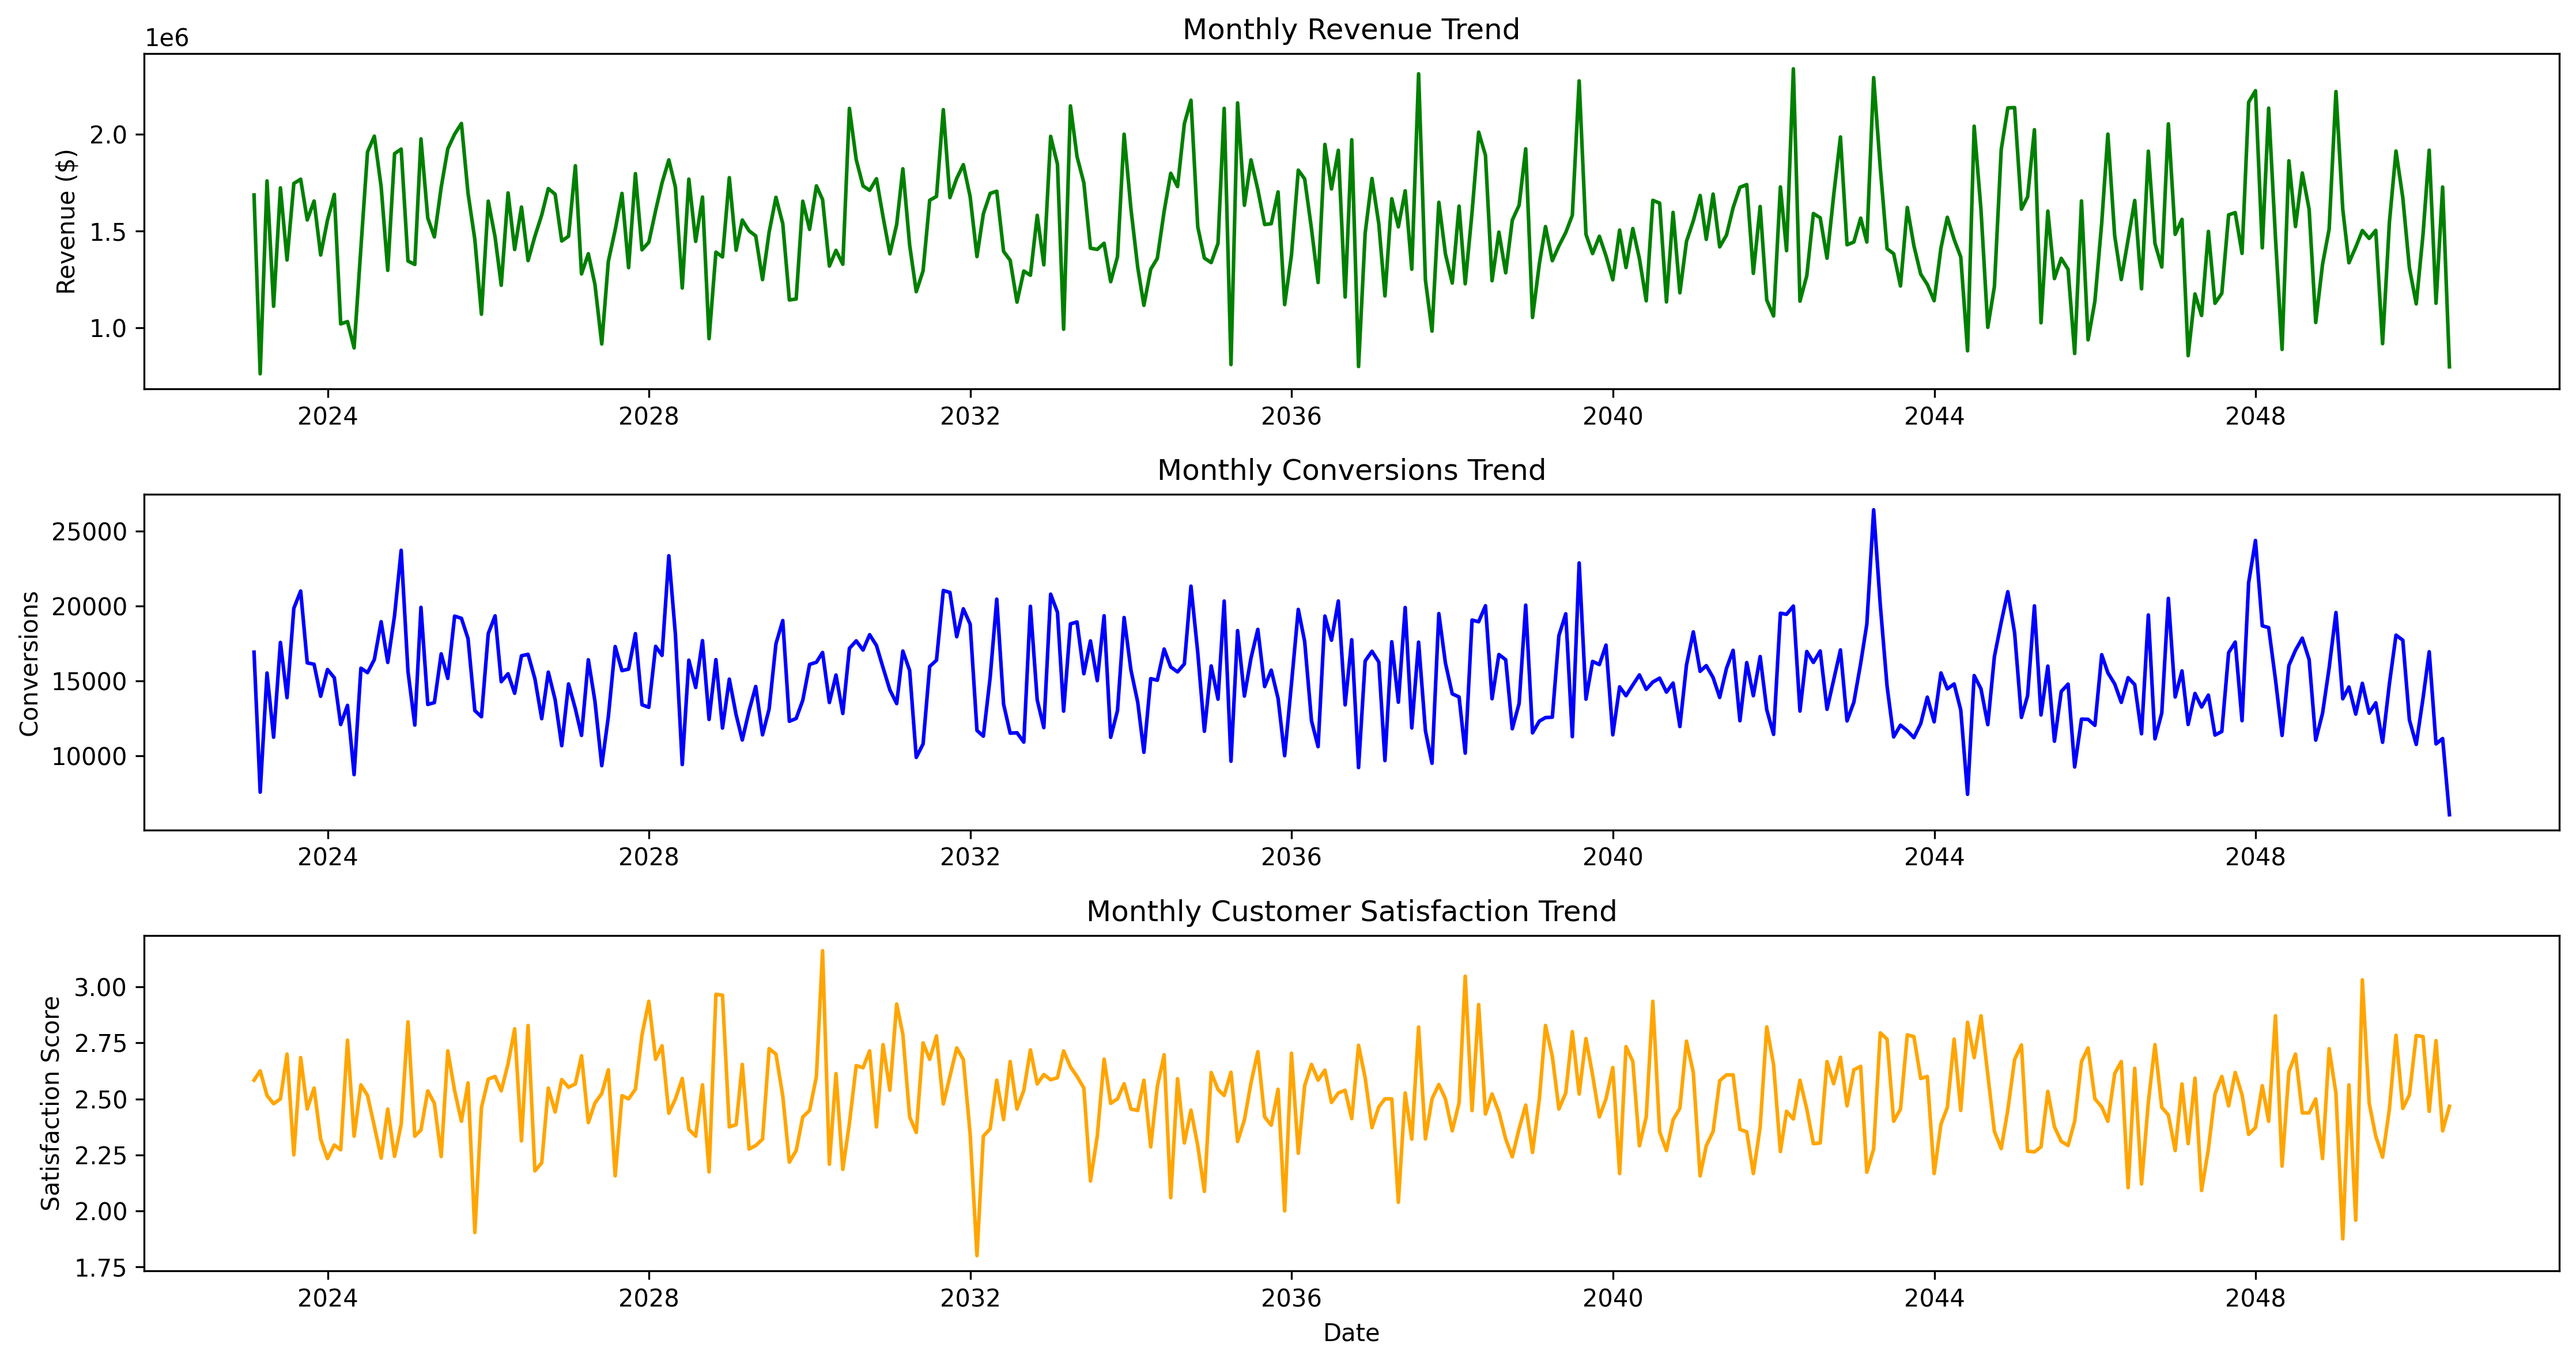 Monthly Revenue Trend
1e6
Revenue ($)
2.0
1.5
1.0
2024 2028 2032 2036 2040 2044 2048
Monthly Conversions Trend
Conversions
25000
20000
15000
10000
2024 2028 2032 2036 2040 2044 2048
Monthly Customer Satisfaction Trend
Satisfaction Score
3.00
2.75
2.50
2.25
2.00
1.75
2024 2028 2032 2036 2040 2044 2048
Date